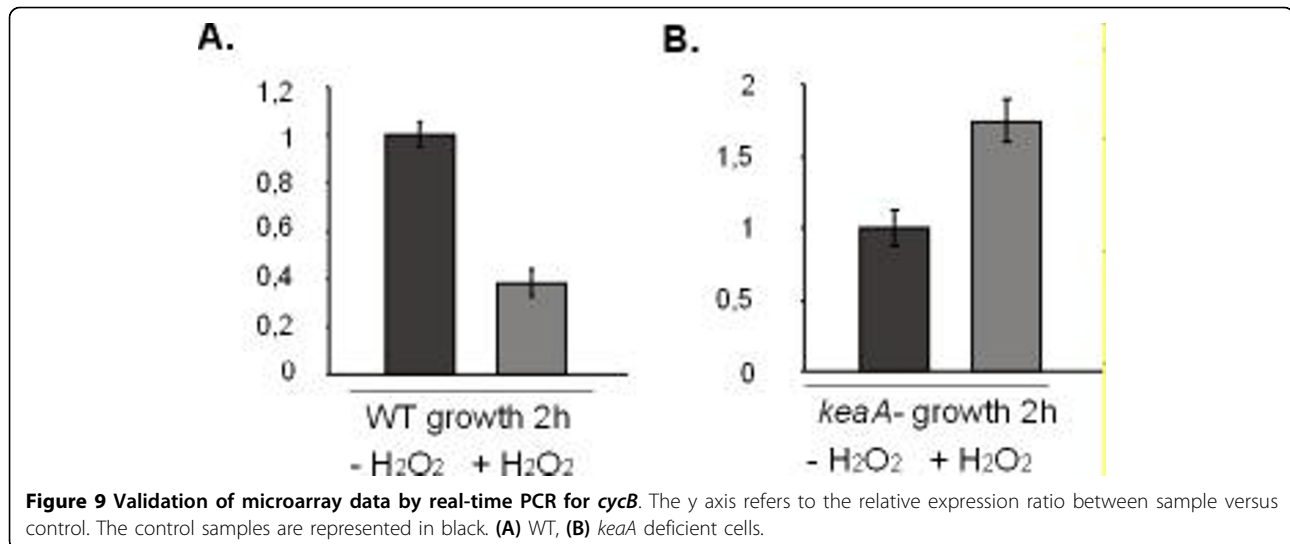 A.
1,2
1
0,8
0,6
0,4
0,2
0
WT growth 2h
- H2O2 + H2O2
B.
2
1,5
1
0,5
0
keaA- growth 2h
- H2O2 + H2O2
Figure 9 Validation of microarray data by real-time PCR for cycB. The y axis refers to the relative expression ratio between sample versus
control. The control samples are represented in black. (A) WT, (B) keaA deficient cells.